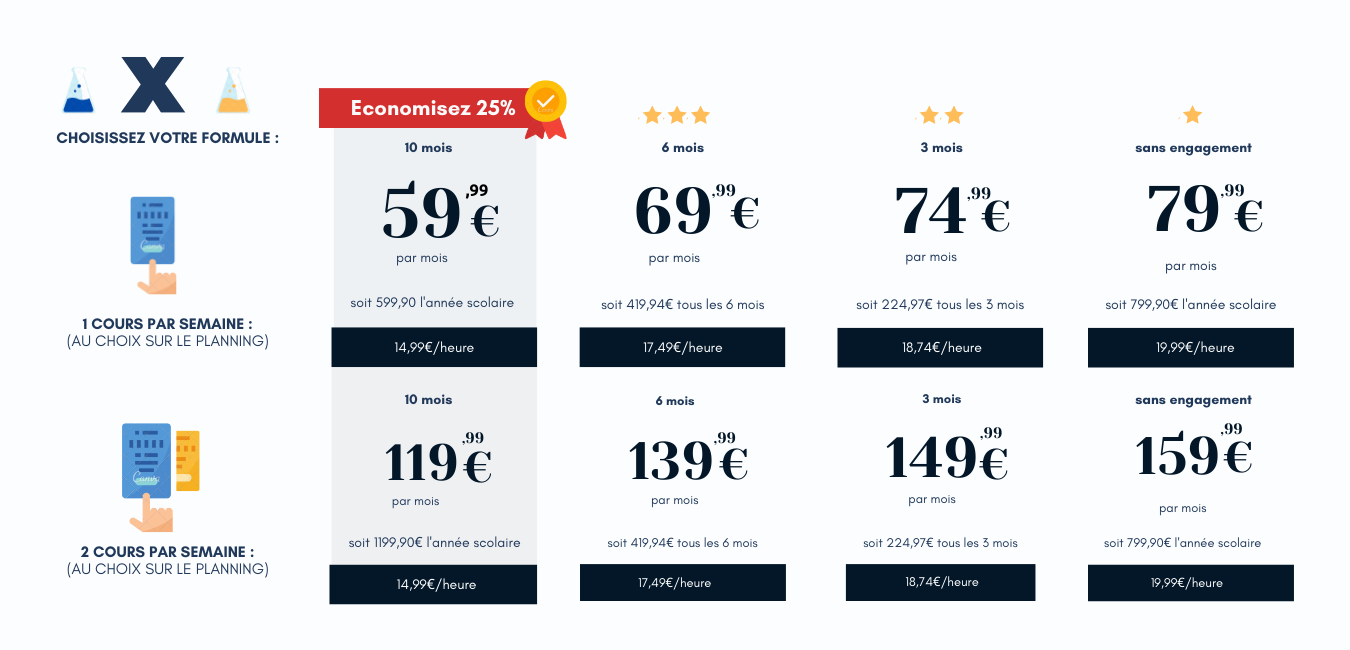 X
CHOISISSEZ VOTRE FORMULE :
Economisez 25%
10 mois
59,99€
par mois
soit 599,90 l'année scolaire
14,99€/heure
6 mois
69,99€
par mois
soit 419,94€ tous les 6 mois
17,49€/heure
3 mois
74,99€
par mois
soit 224,97€ tous les 3 mois
18,74€/heure
sans engagement
79,99€
par mois
soit 799,90€ l'année scolaire
19,99€/heure
1 COURS PAR SEMAINE :
(AU CHOIX SUR LE PLANNING)
10 mois
119,99€
par mois
soit 1199,90€ l'année scolaire
14,99€/heure
6 mois
139,99€
par mois
soit 419,94€ tous les 6 mois
17,49€/heure
3 mois
149,99€
par mois
soit 224,97€ tous les 3 mois
18,74€/heure
sans engagement
159,99€
par mois
soit 799,90€ l'année scolaire
19,99€/heure
Canva
2 COURS PAR SEMAINE :
(AU CHOIX SUR LE PLANNING)